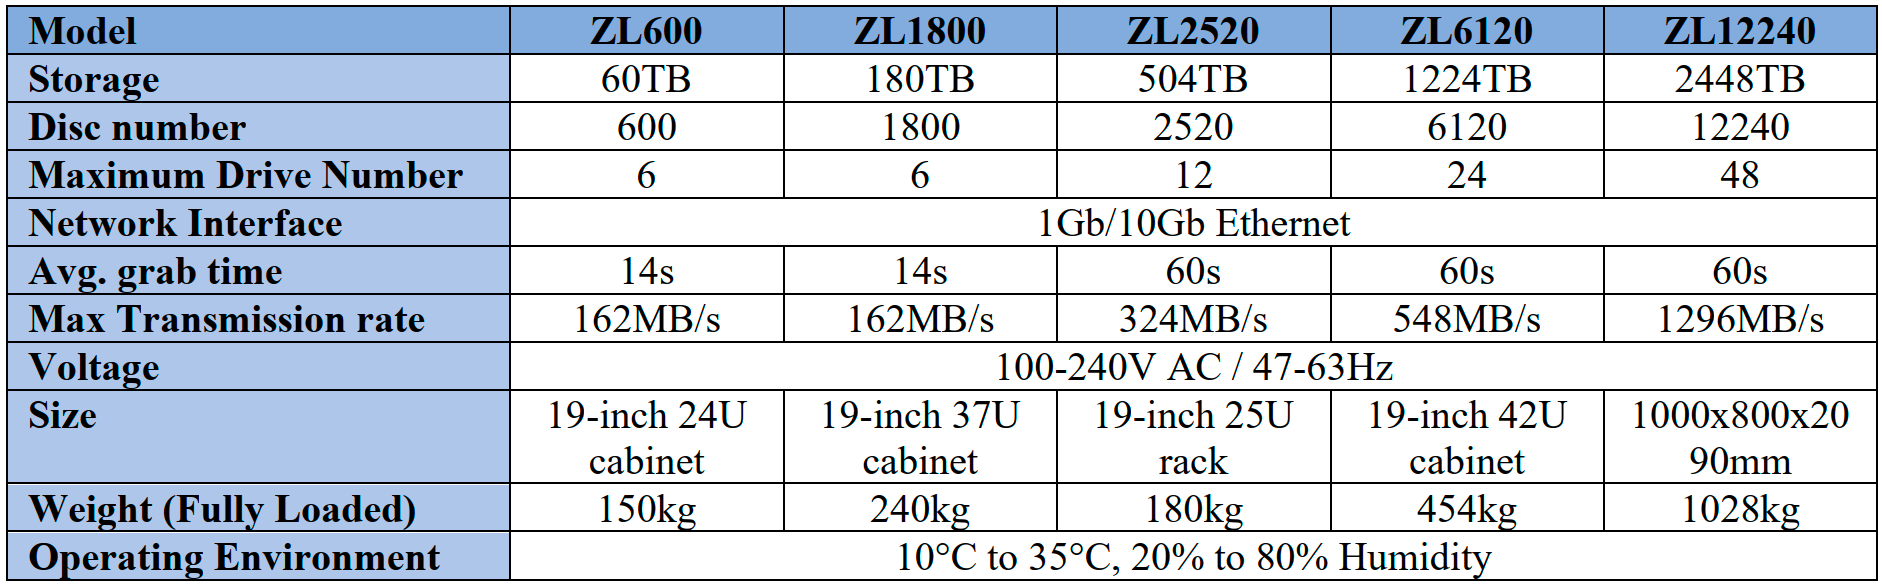 Model ZL600 ZL1800 ZL2520 ZL6120 ZL12240
Storage 60TB 180TB 504TB 1224TB 2448TB
Disc number 600 1800 2520 6120 12240
Maximum Drive Number 6 6 12 24 48
Network Interface 1Gb/10Gb Ethernet
Avg. grab time 14s 14s 60s 60s 60s
Max Transmission rate 162MB/s 162MB/s 324MB/s 548MB/s 1296MB/s
Voltage 100-240V AC / 47-63Hz
Size 19-inch 24U 19-inch 37U 19-inch 25U 19-inch 42U 1000x800x20
cabinet cabinet rack cabinet 90mm
Weight (Fully Loaded) 150kg 240kg 180kg 454kg 1028kg
Operating Environment 10°C to 35°C, 20% to 80% Humidity